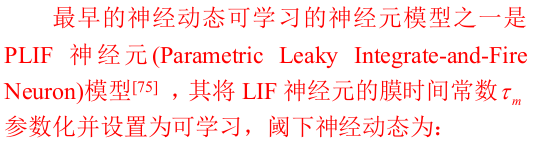 最早的神经动态可学习的神经元模型之一是
PLIF 神经元(Parametric Leaky Integrate-and-Fire
Neuron)模型[75] ，其将 LIF 神经元的膜时间常数τm
参数化并设置为可学习，阈下神经动态为：